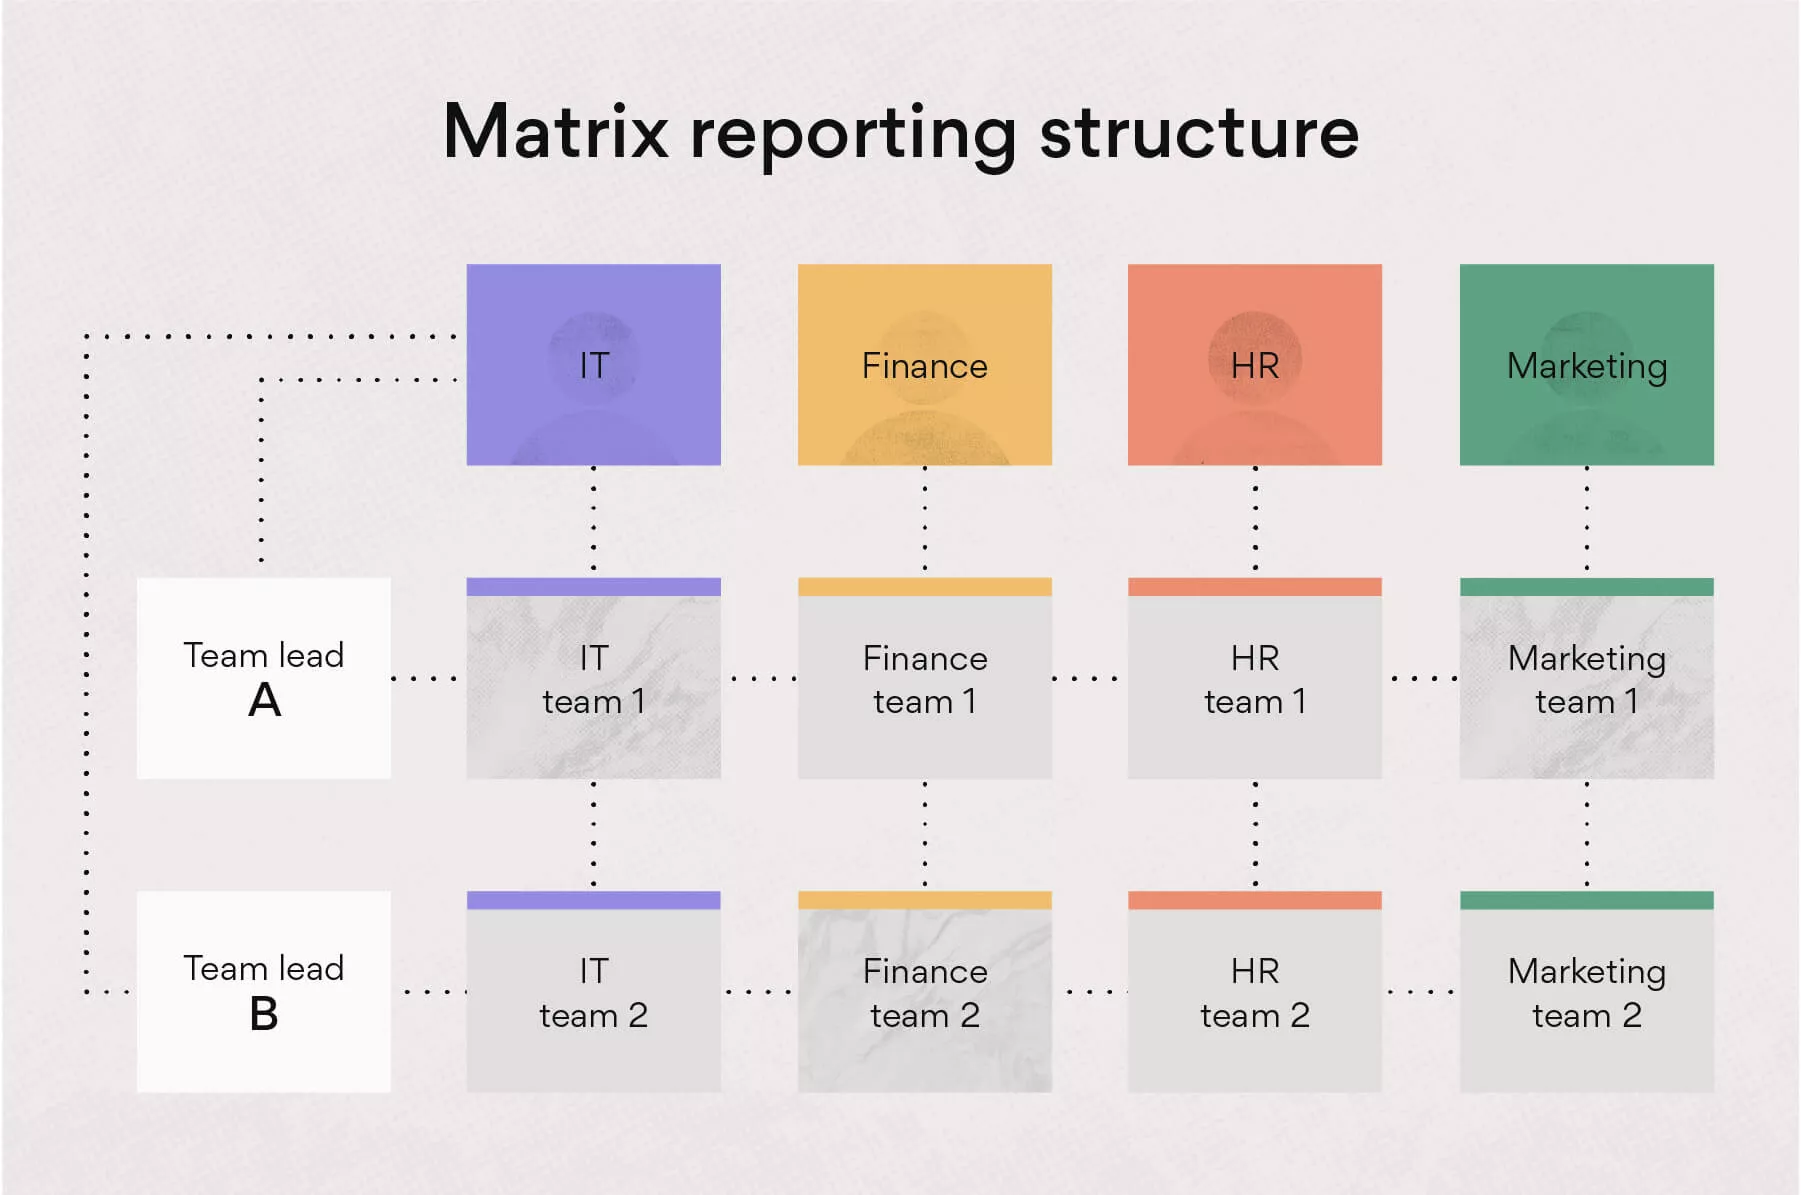 Matrix reporting structure
IT
Finance
HR
Marketing
Team lead
A
IT
team 1
Finance
team 1
HR
team 1
Marketing
team 1
Team lead
B
IT
team 2
Finance
team 2
HR
team 2
Marketing
team 2